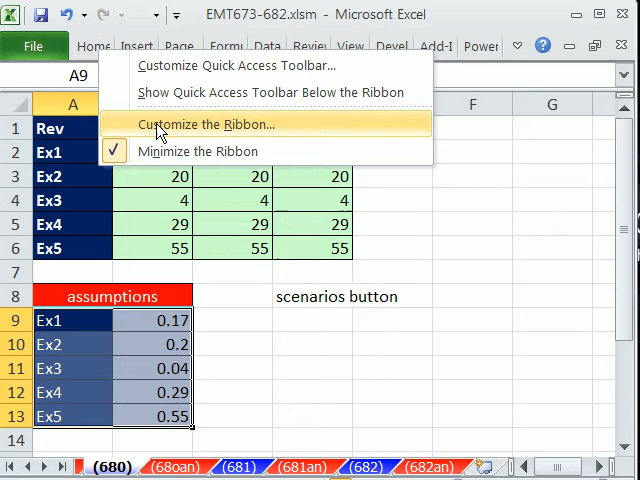 EMT673-682.xlsm - Microsoft Excel
File Home Insert Page Formu Data Reviev View Devel Add-I Power
A9
Customize Quick Access Toolbar...
Show Quick Access Toolbar Below the Ribbon
Customize the Ribbon...
Minimize the Ribbon
A F G
1 Rev
2 Ex1
3 Ex2 20 20 20
4 Ex3 4 4 4
5 Ex4 29 29 29
6 Ex5 55 55 55
7
8 assumptions scenarios button
9 Ex1 0.17
10 Ex2 0.2
11 Ex3 0.04
12 Ex4 0.29
13 Ex5 0.55
14
(680) (680an) (681) (681an) (682) (682an)